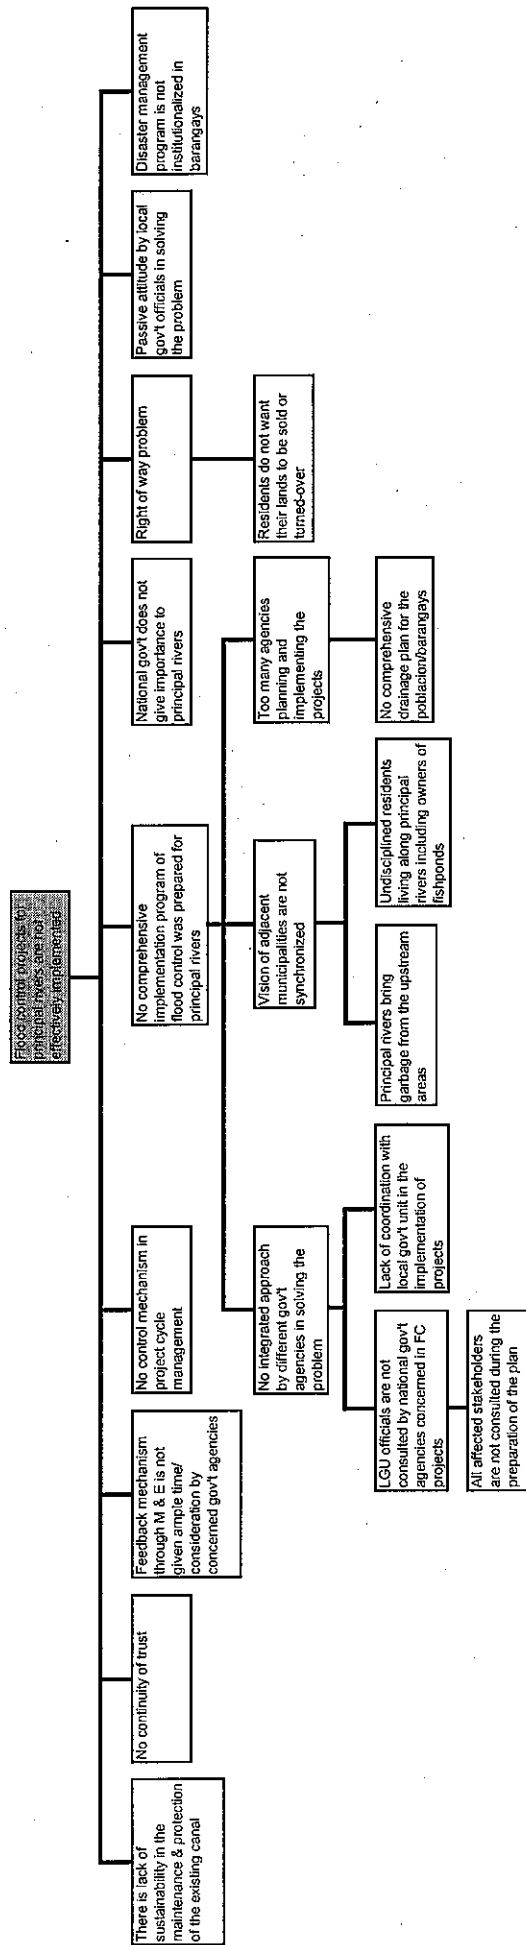 Flood control projects for
principal rivers are not
effectively implemented
There is lack of
sustainability in the
maintenance & protection
of the existing canal
No continuity of trust
Feedback mechanism
through M & E is not
given ample time/
consideration by
concerned gov't agencies
No control mechanism in
project cycle
management
No comprehensive
implementation program of
flood control was prepared for
principal rivers
National gov't does not
give importance to
principal rivers
Right of way problem
Passive attitude by local
gov't officials in solving
the problem
Disaster management
program is not
institutionalized in
barangays
No integrated approach
by different gov't
agencies in solving the
problem
Vision of adjacent
municipalities are not
synchronized
Too many agencies
planning and
implementing the
projects
Residents do not want
their lands to be sold or
turned-over
LGU officials are not
consulted by national gov't
agencies concerned in FC
projects
Lack of coordination with
local gov't unit in the
implementation of
projects
Principal rivers bring
garbage from the upstream
areas
Undisciplined residents
living along principal
rivers including owners of
fishponds
No comprehensive
drainage plan for the
poblacion/barangays
All affected stakeholders
are not consulted during the
preparation of the plan